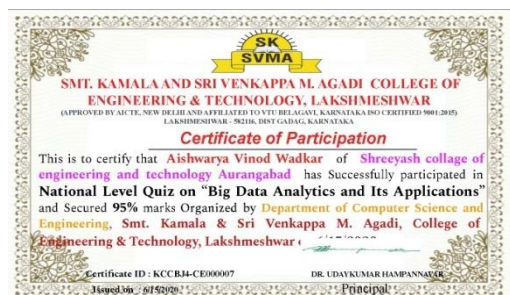 SK
SVMA
SMT. KAMALA AND SRI VENKAPPA M. AGADI COLLEGE OF
ENGINEERING & TECHNOLOGY, LAKSHMESHWAR
(APPROVED BY AICTE, NEW DELHI AND AFFILIATED TO VTU BELAGAVI, KARNATAKA ISO CERTIFIED 9001:2015)
LAKSHMESHWAR - 582116, DIST GADAG, KARNATAKA
Certificate of Participation
This is to certify that Aishwarya Vinod Wadkar of Shreeyash collage of
engineering and technology Aurangabad has Successfully participated in
National Level Quiz on “Big Data Analytics and Its Applications”
and Secured 95% marks Organized by Department of Computer Science and
Engineering, Smt. Kamala & Sri Venkappa M. Agadi, College of
Engineering & Technology, Lakshmeshwar
Certificate ID : KCCBJ4-CE000007
DR. UDAYKUMAR HAMPANNAVAR
Issued on : 6/15/2020
Principal